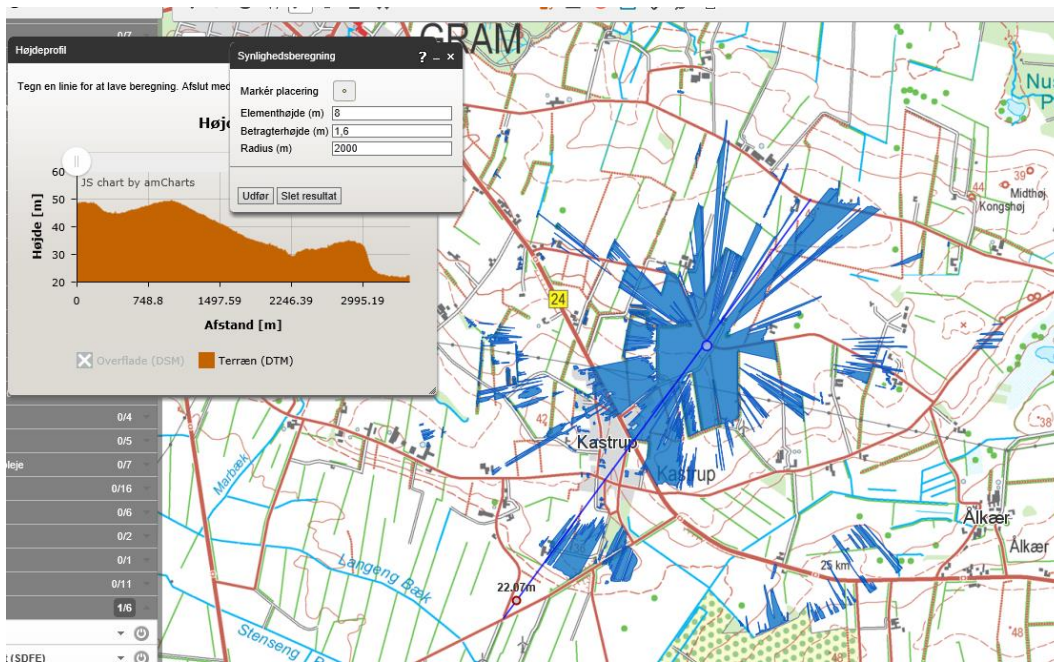 GRAM
0/7
Højdeprofil
Tegn en linie for at lave beregning. Afslut med
Højd
60
50
40
30
20
Højde [m]
JS chart by amCharts
0
748.8
1497.59
2246.39
2995.19
Afstand [m]
Overflade (DSM)
Terræn (DTM)
Synlighedsberegning
? _ ×
Markér placering
Elementhøjde (m) 8
Betragterhøjde (m) 1,6
Radius (m) 2000
Udfør Slet resultat
0/4
0/5
pleje 0/7
0/16
0/6
0/2
0/1
0/11
1/6
t (SDFE)
24
44
39
Midthøj
Kongshøj
42
Kastrup
Kastrup
38
Marbæk
Ålkær
Ålkær
25 km
Langeng Bæk
22.07m
Stenseng
48
48